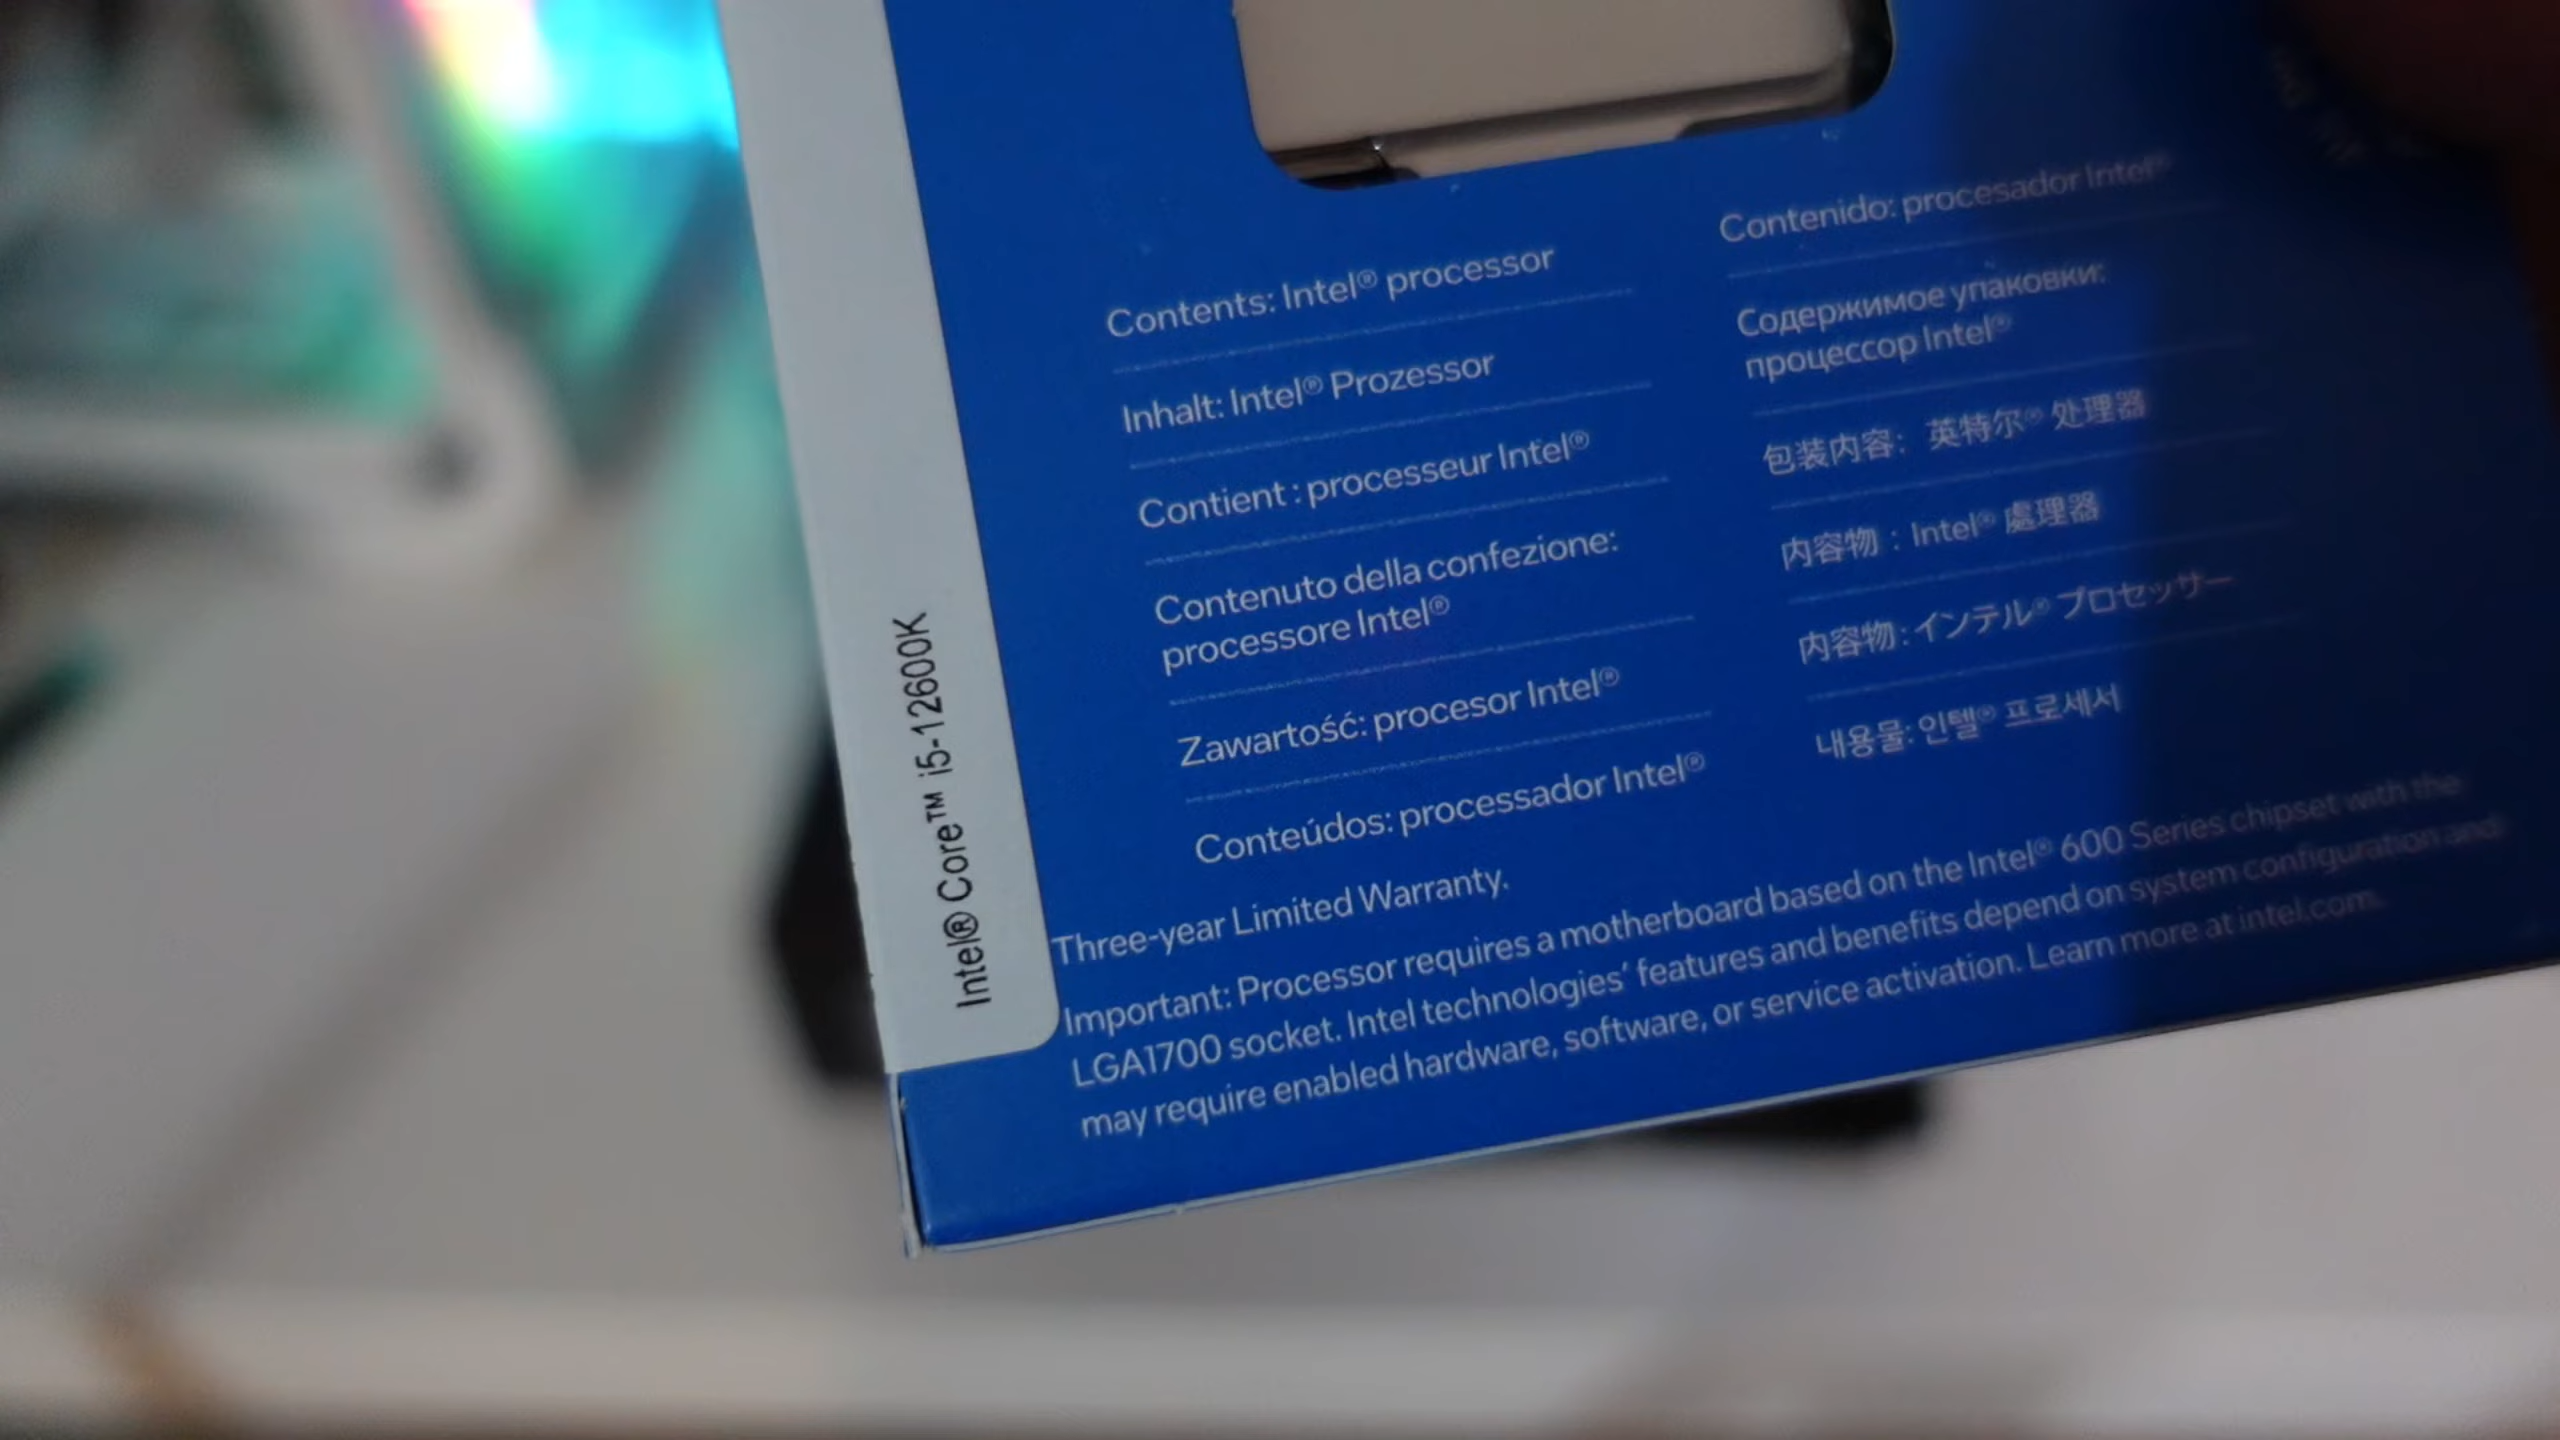 Intel® Core™ i5-12600K
Contents: Intel® processor
Inhalt: Intel® Prozessor
Contient : processeur Intel®
Contenuto della confezione:
processore Intel®
Zawartość: procesor Intel®
Conteúdos: processador Intel®
Contenido: procesador Intel®
Содержимое упаковки:
процессор Intel®
包装内容：英特尔® 处理器
內容物：Intel® 處理器
内容物：インテル® プロセッサー
내용물: 인텔® 프로세서
Three-year Limited Warranty.
Important: Processor requires a motherboard based on the Intel® 600 Series chipset with the
LGA1700 socket. Intel technologies’ features and benefits depend on system configuration and
may require enabled hardware, software, or service activation. Learn more at intel.com.